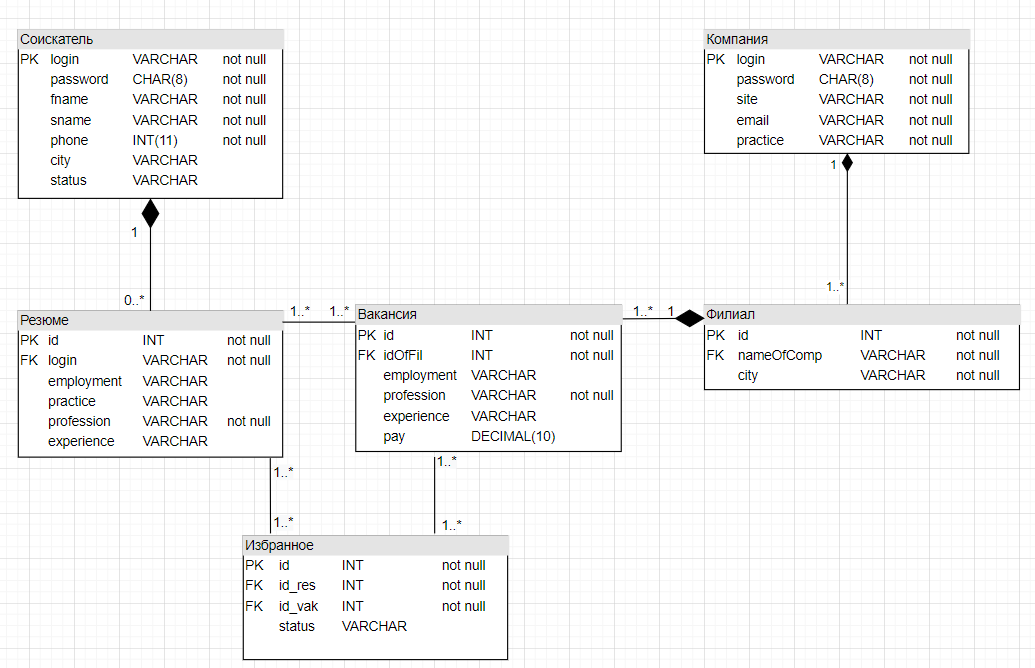 Соискатель
PK login VARCHAR not null
password CHAR(8) not null
fname VARCHAR not null
sname VARCHAR not null
phone INT(11) not null
city VARCHAR
status VARCHAR
1
0..*
Компания
PK login VARCHAR not null
password CHAR(8) not null
site VARCHAR not null
email VARCHAR not null
practice VARCHAR not null
1
1..*
Резюме
PK id INT not null
FK login VARCHAR not null
employment VARCHAR
practice VARCHAR
profession VARCHAR not null
experience VARCHAR
1..* 1..*
Вакансия
PK id INT not null
FK idOfFil INT not null
employment VARCHAR
profession VARCHAR not null
experience VARCHAR
pay DECIMAL(10)
1..* 1
Филиал
PK id INT not null
FK nameOfComp VARCHAR not null
city VARCHAR not null
1..*
1..*
1..*
1..*
Избранное
PK id INT not null
FK id_res INT not null
FK id_vak INT not null
status VARCHAR